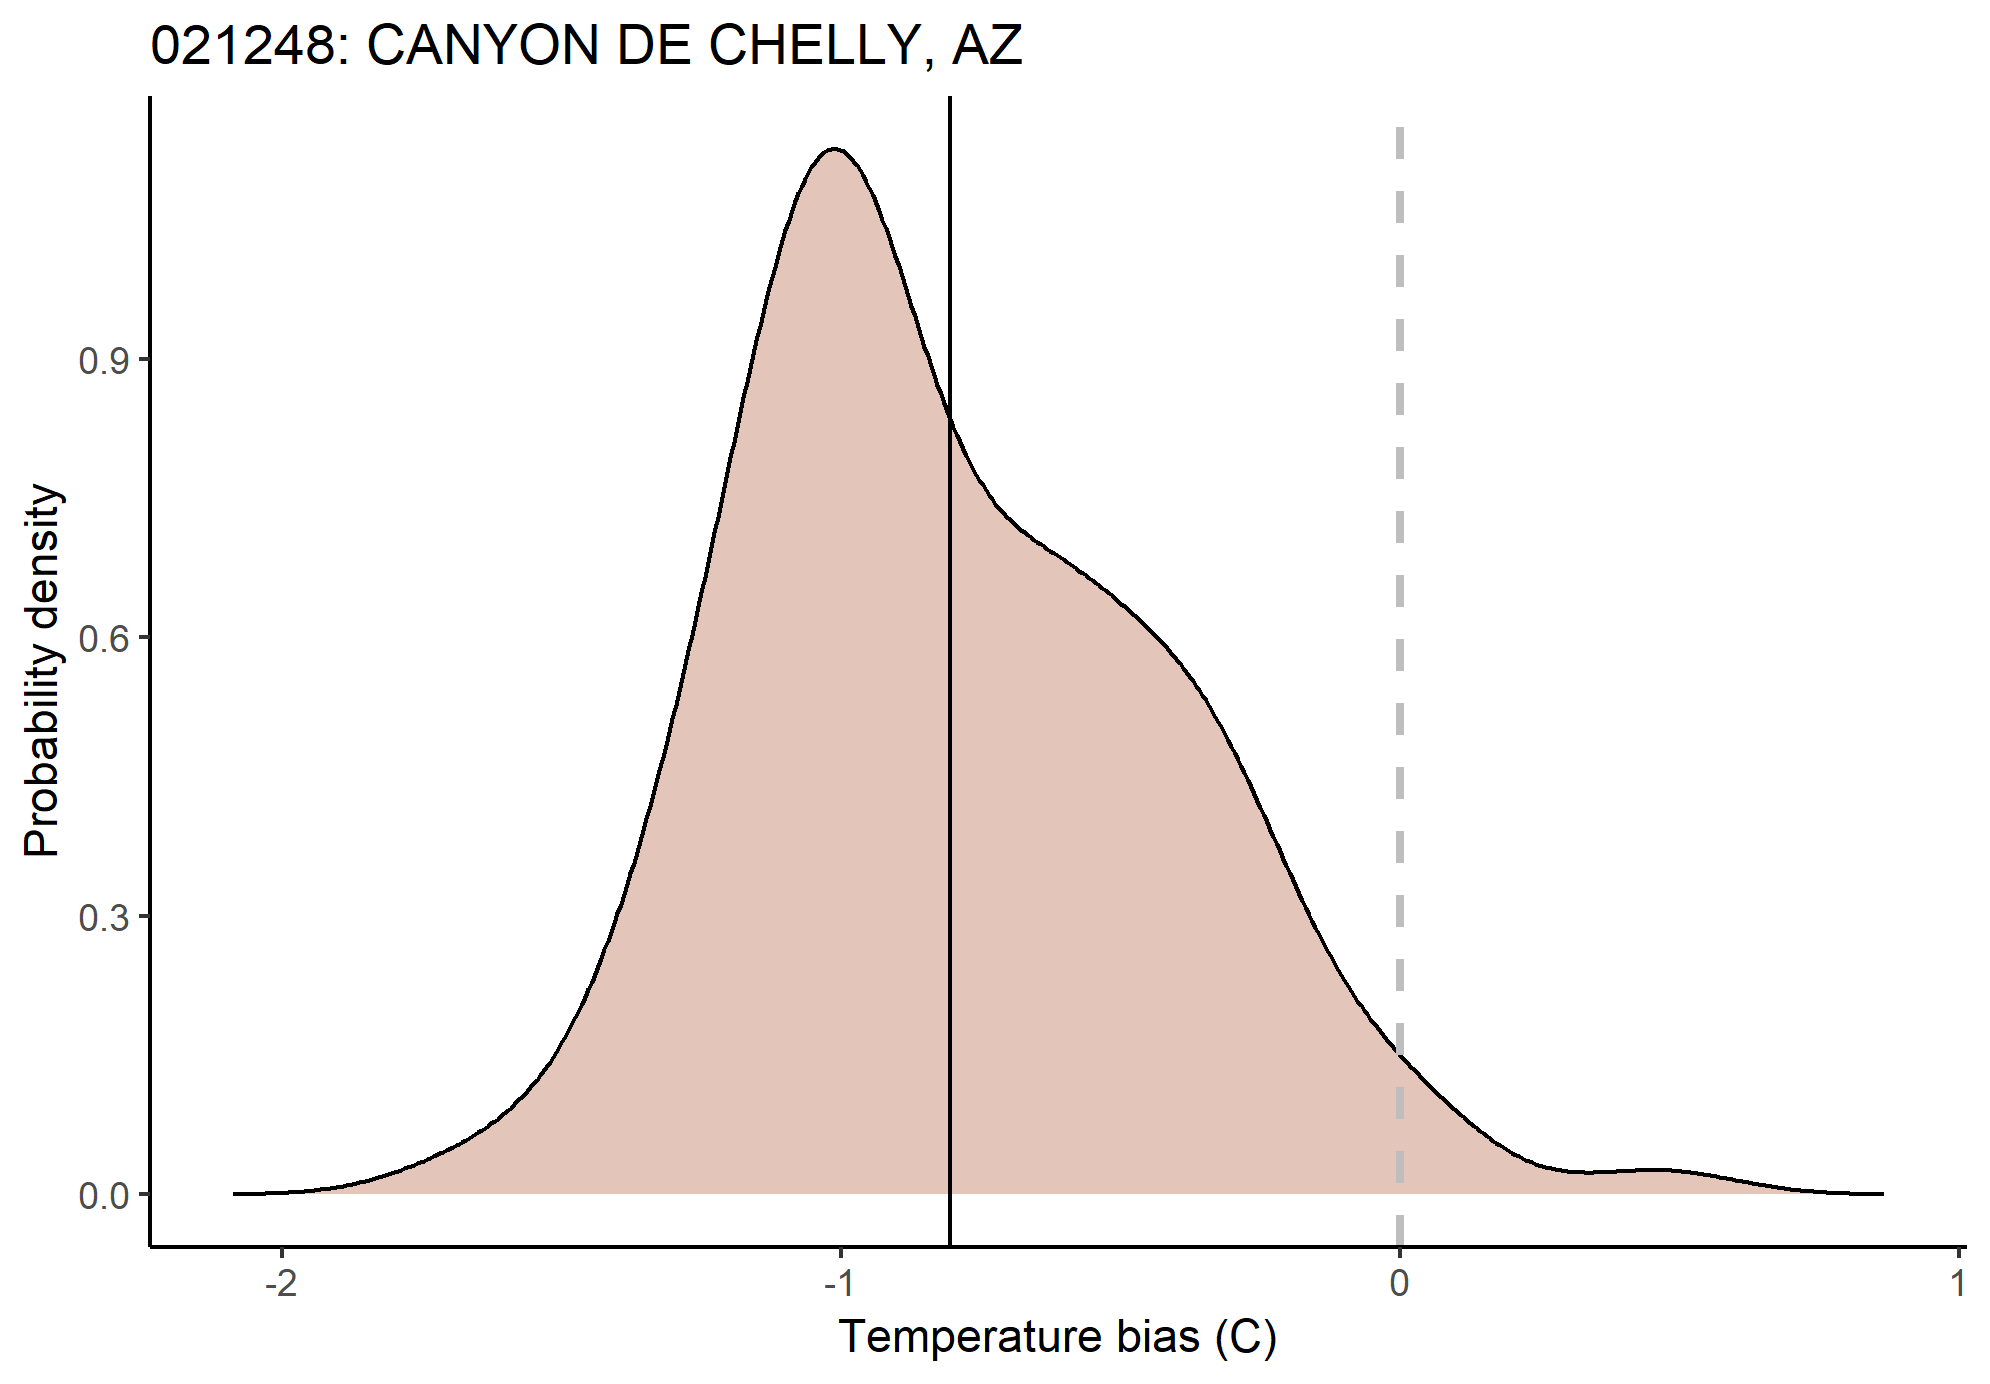 021248: CANYON DE CHELLY, AZ
Probability density
0.9
0.6
0.3
0.0
-2
-1
0
1
Temperature bias (C)